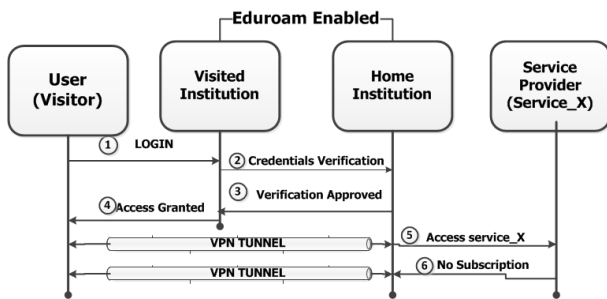 Eduroam Enabled
User
(Visitor)
Visited
Institution
Home
Institution
Service
Provider
(Service_X)
1 LOGIN
2 Credentials Verification
3 Verification Approved
4 Access Granted
VPN TUNNEL
5 Access service_X
VPN TUNNEL
6 No Subscription